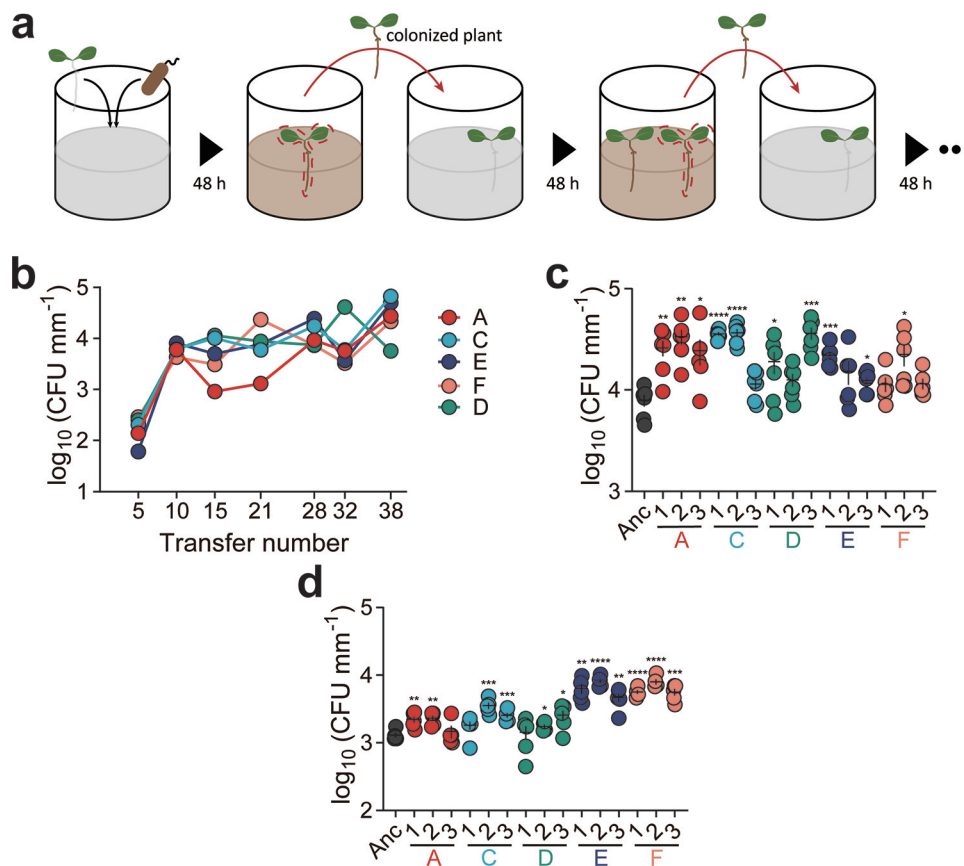 a
colonized plant
48 h
48 h
48 h
b
log10 (CFU mm-1)
5
4
3
2
1
5 10 15 21 28 32 38
Transfer number
A
C
E
F
D
c
log10 (CFU mm-1)
5
4
3
** ** * **** **** * *** *** * *
Anc 1 2 3 1 2 3 1 2 3 1 2 3 1 2 3
A C D E F
d
log10 (CFU mm-1)
5
4
3
2
** ** *** *** * * ** **** ** **** **** ***
Anc 1 2 3 1 2 3 1 2 3 1 2 3 1 2 3
A C D E F